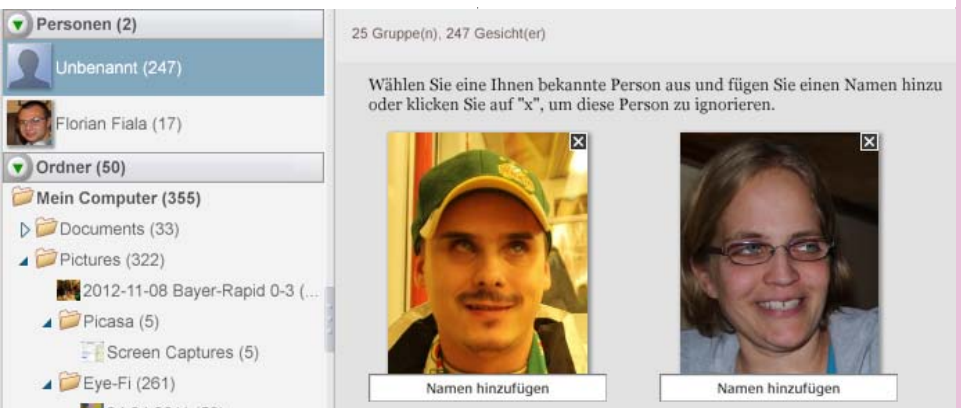 Personen (2)
Unbenannt (247)
Florian Fiala (17)
Ordner (50)
Mein Computer (355)
Documents (33)
Pictures (322)
2012-11-08 Bayer-Rapid 0-3 (...
Picasa (5)
Screen Captures (5)
Eye-Fi (261)
25 Gruppe(n), 247 Gesicht(er)
Wählen Sie eine Ihnen bekannte Person aus und fügen Sie einen Namen hinzu
oder klicken Sie auf "x", um diese Person zu ignorieren.
Namen hinzufügen
Namen hinzufügen